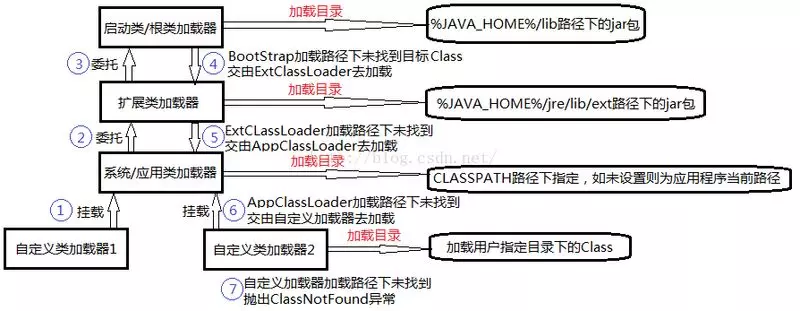 启动类/根类加载器
加载目录
%JAVA_HOME%/lib路径下的jar包
③ 委托
④ BootStrap加载路径下未找到目标Class
交由ExtClassLoader去加载
扩展类加载器
加载目录
%JAVA_HOME%/jre/lib/ext路径下的jar包
② 委托
⑤ ExtCLassLoader加载路径下未找到
交由AppClassLoader去加载
http://blog.csdn.net/
系统/应用类加载器
加载目录
CLASSPATH路径下指定，如未设置则为应用程序当前路径
① 挂载
挂载
⑥ AppClassLoader加载路径下未找到
交由自定义加载器去加载
自定义类加载器1
自定义类加载器2
加载目录
加载用户指定目录下的Class
⑦ 自定义加载器加载路径下未找到
抛出ClassNotFound异常